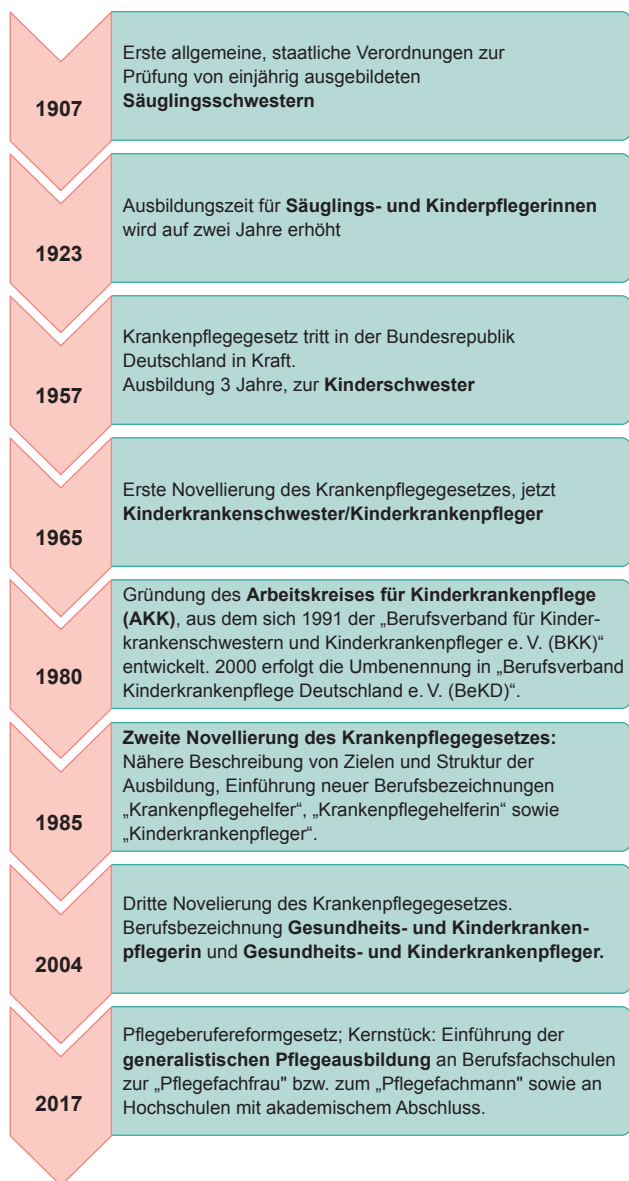 1907
Erste allgemeine, staatliche Verordnungen zur
Prüfung von einjährig ausgebildeten
Säuglingsschwestern
1923
Ausbildungszeit für Säuglings- und Kinderpflegerinnen
wird auf zwei Jahre erhöht
1957
Krankenpflegegesetz tritt in der Bundesrepublik
Deutschland in Kraft.
Ausbildung 3 Jahre, zur Kinderschwester
1965
Erste Novellierung des Krankenpflegegesetzes, jetzt
Kinderkrankenschwester/Kinderkrankenpfleger
1980
Gründung des Arbeitskreises für Kinderkrankenpflege
(AKK), aus dem sich 1991 der „Berufsverband für Kinder-
krankenschwestern und Kinderkrankenpfleger e. V. (BKK)“
entwickelt. 2000 erfolgt die Umbenennung in „Berufsverband
Kinderkrankenpflege Deutschland e. V. (BeKD)“.
1985
Zweite Novellierung des Krankenpflegegesetzes:
Nähere Beschreibung von Zielen und Struktur der
Ausbildung, Einführung neuer Berufsbezeichnungen
„Krankenpflegehelfer“, „Krankenpflegehelferin“ sowie
„Kinderkrankenpfleger“.
2004
Dritte Novelierung des Krankenpflegegesetzes.
Berufsbezeichnung Gesundheits- und Kinderkranken-
pflegerin und Gesundheits- und Kinderkrankenpfleger.
2017
Pflegeberufereformgesetz; Kernstück: Einführung der
generalistischen Pflegeausbildung an Berufsfachschulen
zur „Pflegefachfrau" bzw. zum „Pflegefachmann" sowie an
Hochschulen mit akademischem Abschluss.